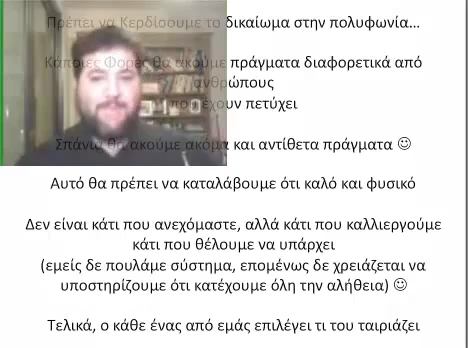 Πρέπει να Κερδίσουμε το δικαίωμα στην πολυφωνία…
Κάποιες Φορές θα ακούμε πράγματα διαφορετικά από
ανθρώπους
που έχουν πετύχει
Σπάνια θα ακούμε ακόμα και αντίθετα πράγματα ☺
Αυτό θα πρέπει να καταλάβουμε ότι καλό και φυσικό
Δεν είναι κάτι που ανεχόμαστε, αλλά κάτι που καλλιεργούμε
κάτι που θέλουμε να υπάρχει
(εμείς δε πουλάμε σύστημα, επομένως δε χρειάζεται να
υποστηρίζουμε ότι κατέχουμε όλη την αλήθεια) ☺
Τελικά, ο κάθε ένας από εμάς επιλέγει τι του ταιριάζει